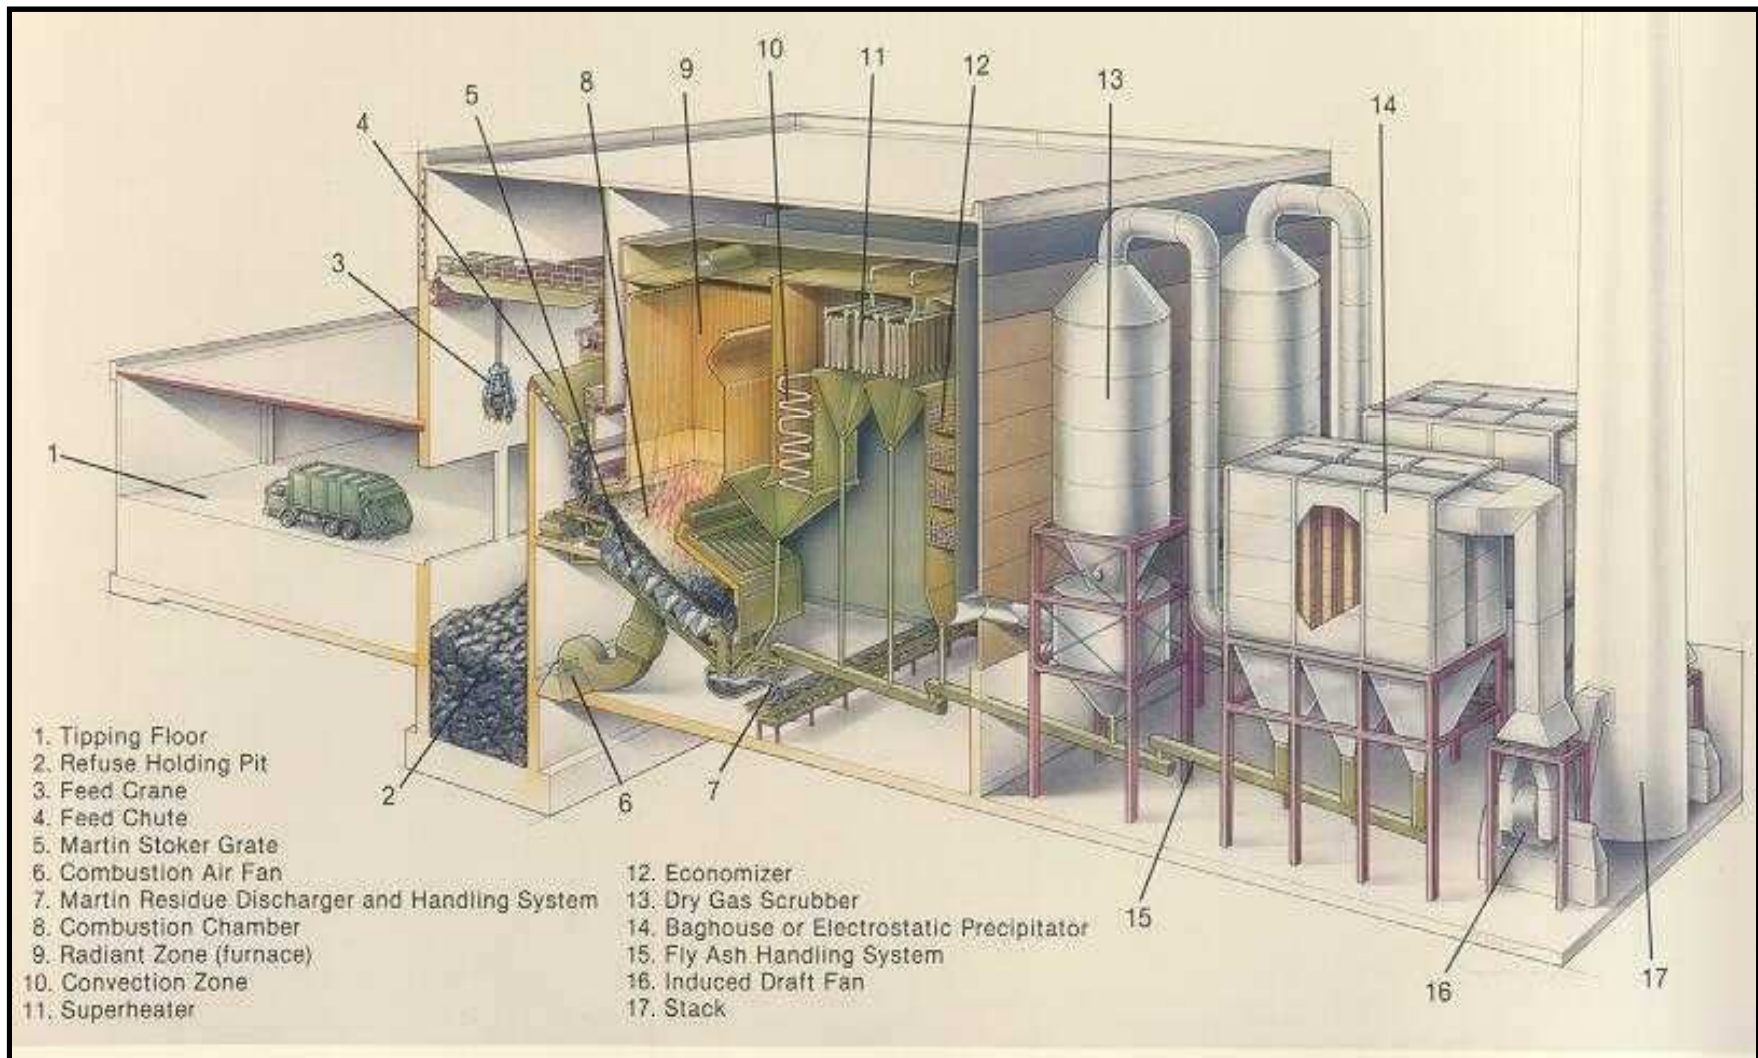 10
11
12
9
8
13
5
14
4
3
1
2
6
7
15
16
17
1. Tipping Floor
2. Refuse Holding Pit
3. Feed Crane
4. Feed Chute
5. Martin Stoker Grate
6. Combustion Air Fan
7. Martin Residue Discharger and Handling System
8. Combustion Chamber
9. Radiant Zone (furnace)
10. Convection Zone
11. Superheater
12. Economizer
13. Dry Gas Scrubber
14. Baghouse or Electrostatic Precipitator
15. Fly Ash Handling System
16. Induced Draft Fan
17. Stack